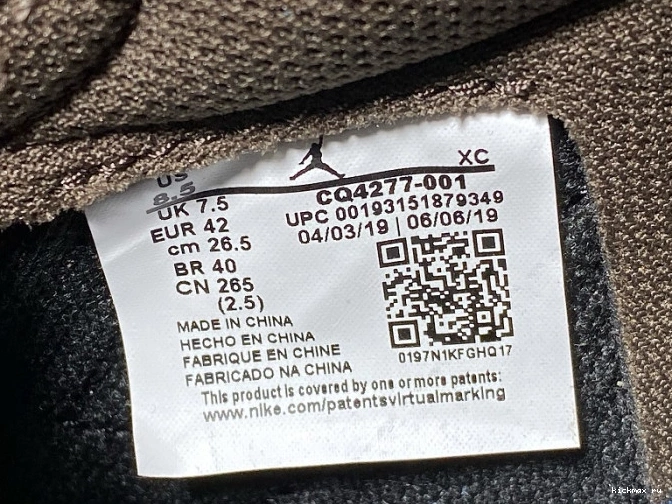 XC
US
8.5
UK 7.5
EUR 42
cm 26.5
BR 40
CN 265
(2.5)
CQ4277-001
UPC 00193151879349
04/03/19 | 06/06/19
0197N1KFGHQ17
MADE IN CHINA
HECHO EN CHINA
FABRIQUE EN CHINE
FABRICADO NA CHINA
This product is covered by one or more patents:
www.nike.com/patentsvirtualmarking
kickmax ru